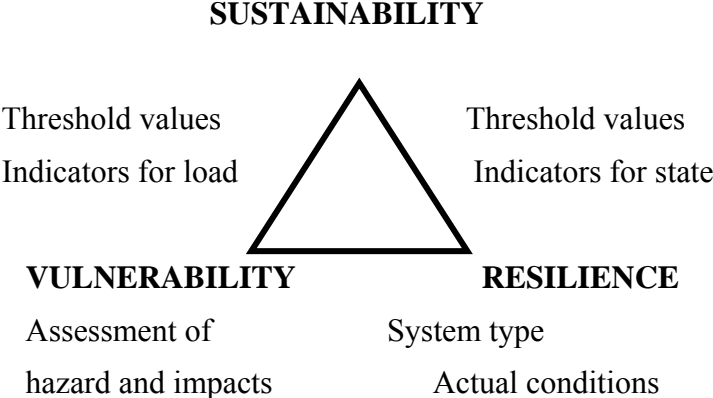 SUSTAINABILITY
Threshold values Threshold values
Indicators for load Indicators for state
VULNERABILITY RESILIENCE
Assessment of System type
hazard and impacts Actual conditions